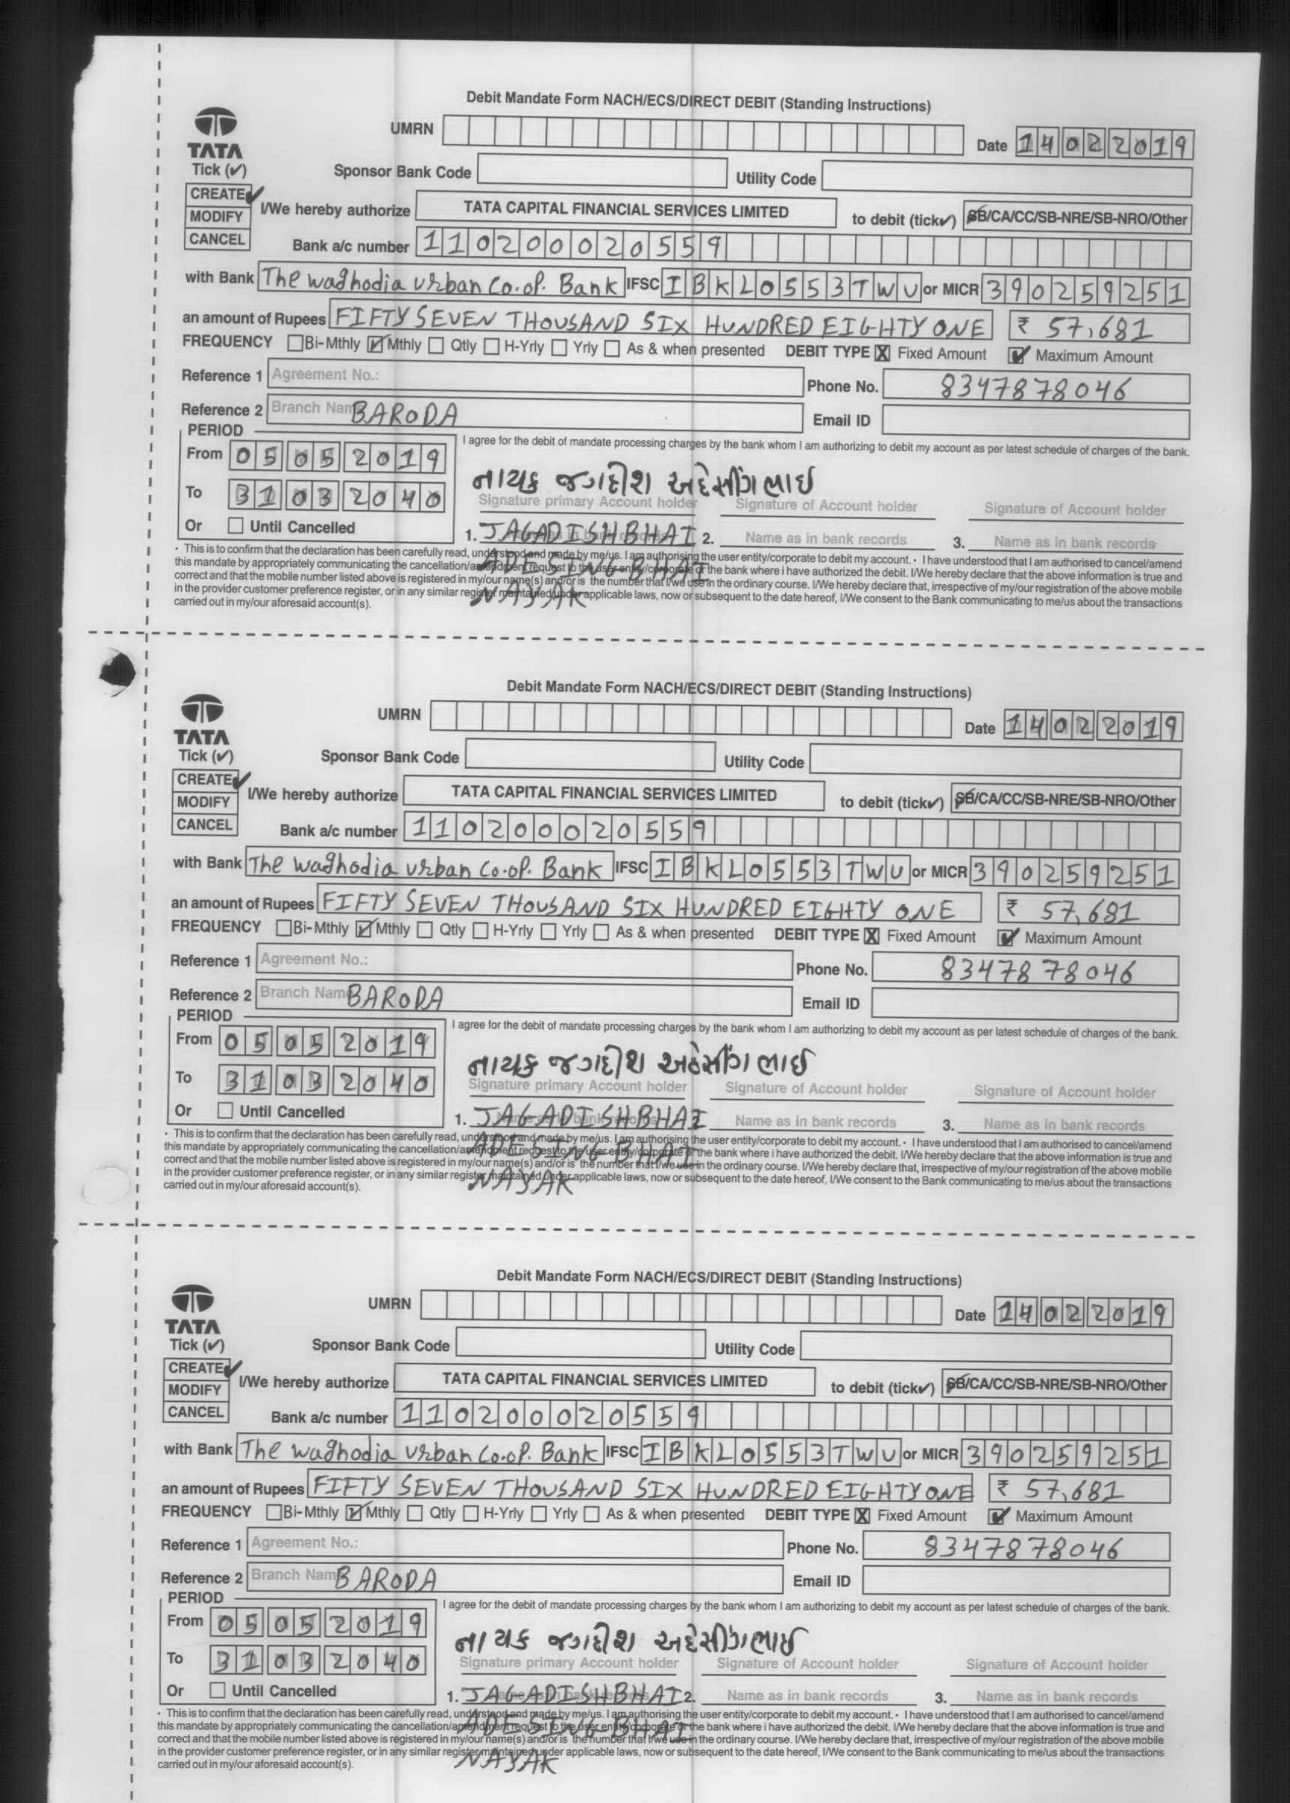 Debit Mandate Form NACH/ECS/DIRECT DEBIT (Standing Instructions)
TATA
UMRN Date 14022019
Tick (✓) Sponsor Bank Code Utility Code
CREATE ✓
MODIFY I/We hereby authorize TATA CAPITAL FINANCIAL SERVICES LIMITED to debit (tick✓) SB/CA/CC/SB-NRE/SB-NRO/Other
CANCEL Bank a/c number 110200020559
with Bank The waghodia urban Co.op. Bank IFSC IBKL0553TWU or MICR 390259251
an amount of Rupees FIFTY SEVEN THOUSAND SIX HUNDRED EIGHTY ONE ₹ 57,681
FREQUENCY Bi-Mthly Mthly Qtly H-Yrly Yrly As & when presented DEBIT TYPE Fixed Amount Maximum Amount
Reference 1 Agreement No.: Phone No. 8347878046
Reference 2 Branch Name BARODA Email ID
PERIOD I agree for the debit of mandate processing charges by the bank whom I am authorizing to debit my account as per latest schedule of charges of the bank.
From 05052019
To 31032040 નાયક જગદીશ અદેસીંગભાઈ
Signature primary Account holder Signature of Account holder Signature of Account holder
Or Until Cancelled 1. JAGADISHBHAI 2. Name as in bank records 3. Name as in bank records
ADESINGBHAI
NAYAK
• This is to confirm that the declaration has been carefully read, understood and made by me/us. I am authorising the user entity/corporate to debit my account. • I have understood that I am authorised to cancel/amend
this mandate by appropriately communicating the cancellation/amendment request to the user entity/corporate or the bank where i have authorized the debit. I/We hereby declare that the above information is true and
correct and that the mobile number listed above is registered in my/our name(s) and/or is the number that I/we use in the ordinary course. I/We hereby declare that, irrespective of my/our registration of the above mobile
in the provider customer preference register, or in any similar register maintained under applicable laws, now or subsequent to the date hereof, I/We consent to the Bank communicating to me/us about the transactions
carried out in my/our aforesaid account(s).
Debit Mandate Form NACH/ECS/DIRECT DEBIT (Standing Instructions)
TATA
UMRN Date 14022019
Tick (✓) Sponsor Bank Code Utility Code
CREATE ✓
MODIFY I/We hereby authorize TATA CAPITAL FINANCIAL SERVICES LIMITED to debit (tick✓) SB/CA/CC/SB-NRE/SB-NRO/Other
CANCEL Bank a/c number 110200020559
with Bank The waghodia urban Co.op. Bank IFSC IBKL0553TWU or MICR 390259251
an amount of Rupees FIFTY SEVEN THOUSAND SIX HUNDRED EIGHTY ONE ₹ 57,681
FREQUENCY Bi-Mthly Mthly Qtly H-Yrly Yrly As & when presented DEBIT TYPE Fixed Amount Maximum Amount
Reference 1 Agreement No.: Phone No. 8347878046
Reference 2 Branch Name BARODA Email ID
PERIOD I agree for the debit of mandate processing charges by the bank whom I am authorizing to debit my account as per latest schedule of charges of the bank.
From 05052019
To 31032040 નાયક જગદીશ અદેસીંગભાઈ
Signature primary Account holder Signature of Account holder Signature of Account holder
Or Until Cancelled 1. JAGADISHBHAI Name as in bank records 3. Name as in bank records
ADESINGBHAI
NAYAK
• This is to confirm that the declaration has been carefully read, understood and made by me/us. I am authorising the user entity/corporate to debit my account. • I have understood that I am authorised to cancel/amend
this mandate by appropriately communicating the cancellation/amendment request to the user entity/corporate or the bank where i have authorized the debit. I/We hereby declare that the above information is true and
correct and that the mobile number listed above is registered in my/our name(s) and/or is the number that I/we use in the ordinary course. I/We hereby declare that, irrespective of my/our registration of the above mobile
in the provider customer preference register, or in any similar register maintained under applicable laws, now or subsequent to the date hereof, I/We consent to the Bank communicating to me/us about the transactions
carried out in my/our aforesaid account(s).
Debit Mandate Form NACH/ECS/DIRECT DEBIT (Standing Instructions)
TATA
UMRN Date 14022019
Tick (✓) Sponsor Bank Code Utility Code
CREATE ✓
MODIFY I/We hereby authorize TATA CAPITAL FINANCIAL SERVICES LIMITED to debit (tick✓) SB/CA/CC/SB-NRE/SB-NRO/Other
CANCEL Bank a/c number 110200020559
with Bank The waghodia urban Co.op. Bank IFSC IBKL0553TWU or MICR 390259251
an amount of Rupees FIFTY SEVEN THOUSAND SIX HUNDRED EIGHTY ONE ₹ 57,681
FREQUENCY Bi-Mthly Mthly Qtly H-Yrly Yrly As & when presented DEBIT TYPE Fixed Amount Maximum Amount
Reference 1 Agreement No.: Phone No. 8347878046
Reference 2 Branch Name BARODA Email ID
PERIOD I agree for the debit of mandate processing charges by the bank whom I am authorizing to debit my account as per latest schedule of charges of the bank.
From 05052019
To 31032040 નાયક જગદીશ અદેસીંગભાઈ
Signature primary Account holder Signature of Account holder Signature of Account holder
Or Until Cancelled 1. JAGADISHBHAI 2. Name as in bank records 3. Name as in bank records
ADESINGBHAI
NAYAK
• This is to confirm that the declaration has been carefully read, understood and made by me/us. I am authorising the user entity/corporate to debit my account. • I have understood that I am authorised to cancel/amend
this mandate by appropriately communicating the cancellation/amendment request to the user entity/corporate or the bank where i have authorized the debit. I/We hereby declare that the above information is true and
correct and that the mobile number listed above is registered in my/our name(s) and/or is the number that I/we use in the ordinary course. I/We hereby declare that, irrespective of my/our registration of the above mobile
in the provider customer preference register, or in any similar register maintained under applicable laws, now or subsequent to the date hereof, I/We consent to the Bank communicating to me/us about the transactions
carried out in my/our aforesaid account(s).